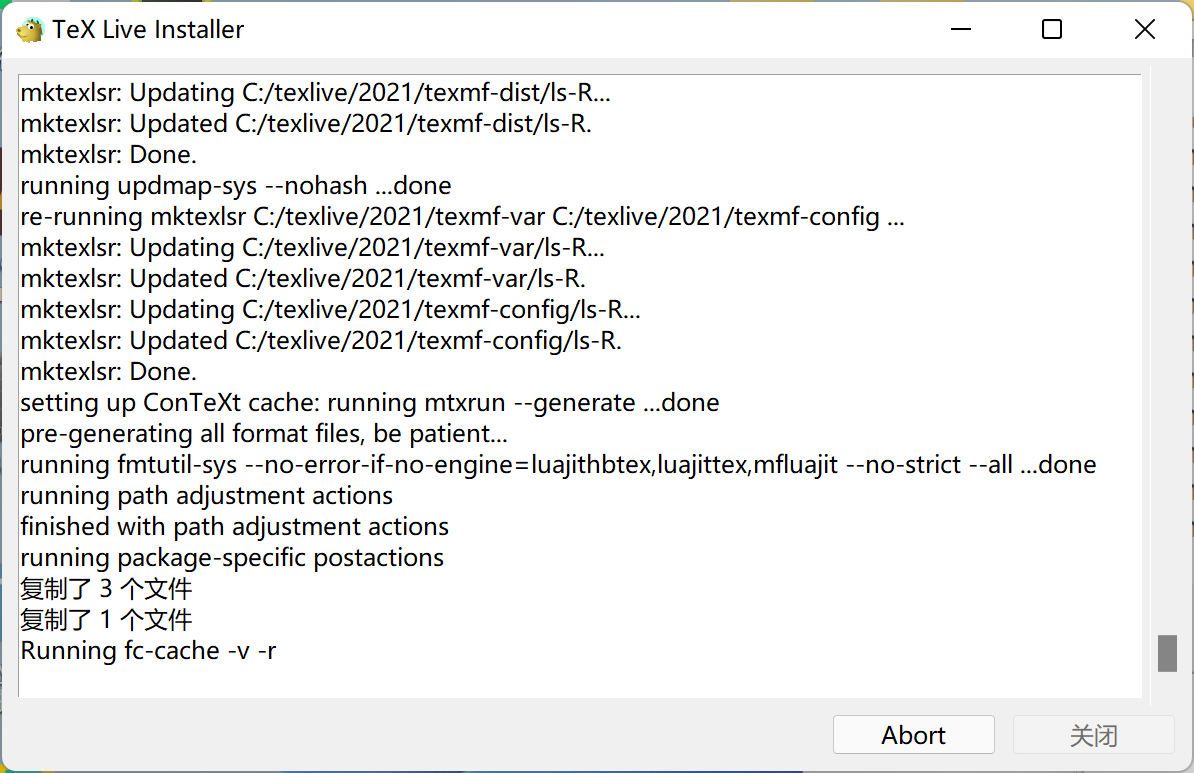 TeX Live Installer
mktexlsr: Updating C:/texlive/2021/texmf-dist/ls-R...
mktexlsr: Updated C:/texlive/2021/texmf-dist/ls-R.
mktexlsr: Done.
running updmap-sys --nohash ...done
re-running mktexlsr C:/texlive/2021/texmf-var C:/texlive/2021/texmf-config ...
mktexlsr: Updating C:/texlive/2021/texmf-var/ls-R...
mktexlsr: Updated C:/texlive/2021/texmf-var/ls-R.
mktexlsr: Updating C:/texlive/2021/texmf-config/ls-R...
mktexlsr: Updated C:/texlive/2021/texmf-config/ls-R.
mktexlsr: Done.
setting up ConTeXt cache: running mtxrun --generate ...done
pre-generating all format files, be patient...
running fmtutil-sys --no-error-if-no-engine=luajithbtex,luajittex,mfluajit --no-strict --all ...done
running path adjustment actions
finished with path adjustment actions
running package-specific postactions
复制了 3 个文件
复制了 1 个文件
Running fc-cache -v -r
Abort
关闭